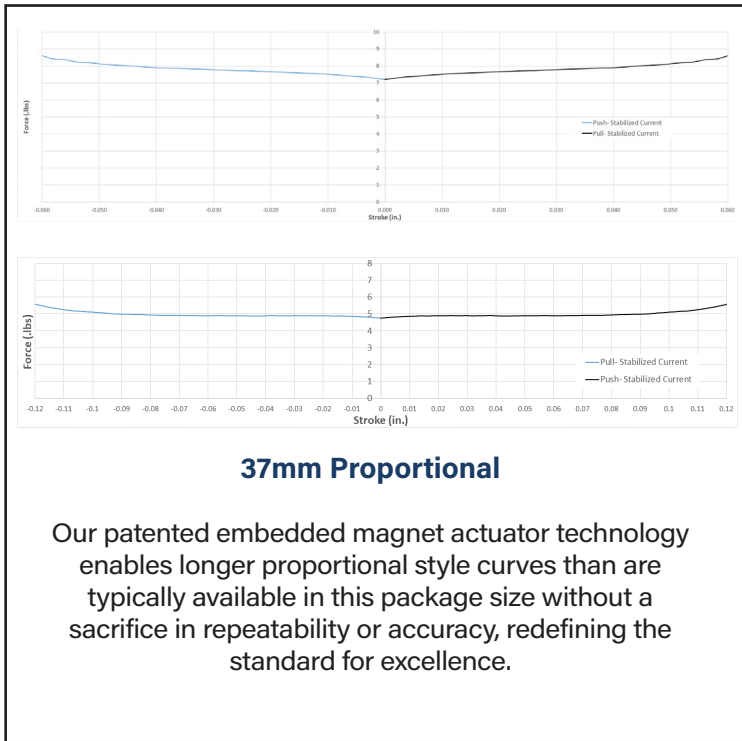 10
9
8
7
6
5
4
3
2
1
0
Force (.lbs)
Push- Stabilized Current
Pull- Stabilized Current
-0.060 -0.050 -0.040 -0.030 -0.020 -0.010 0.000 0.010 0.020 0.030 0.040 0.050 0.060
Stroke (in.)
8
7
6
5
4
3
2
1
0
Force (.lbs)
Pull- Stabilized Current
Push- Stabilized Current
-0.12 -0.11 -0.1 -0.09 -0.08 -0.07 -0.06 -0.05 -0.04 -0.03 -0.02 -0.01 0 0.01 0.02 0.03 0.04 0.05 0.06 0.07 0.08 0.09 0.1 0.11 0.12
Stroke (in.)
37mm Proportional
Our patented embedded magnet actuator technology
enables longer proportional style curves than are
typically available in this package size without a
sacrifice in repeatability or accuracy, redefining the
standard for excellence.